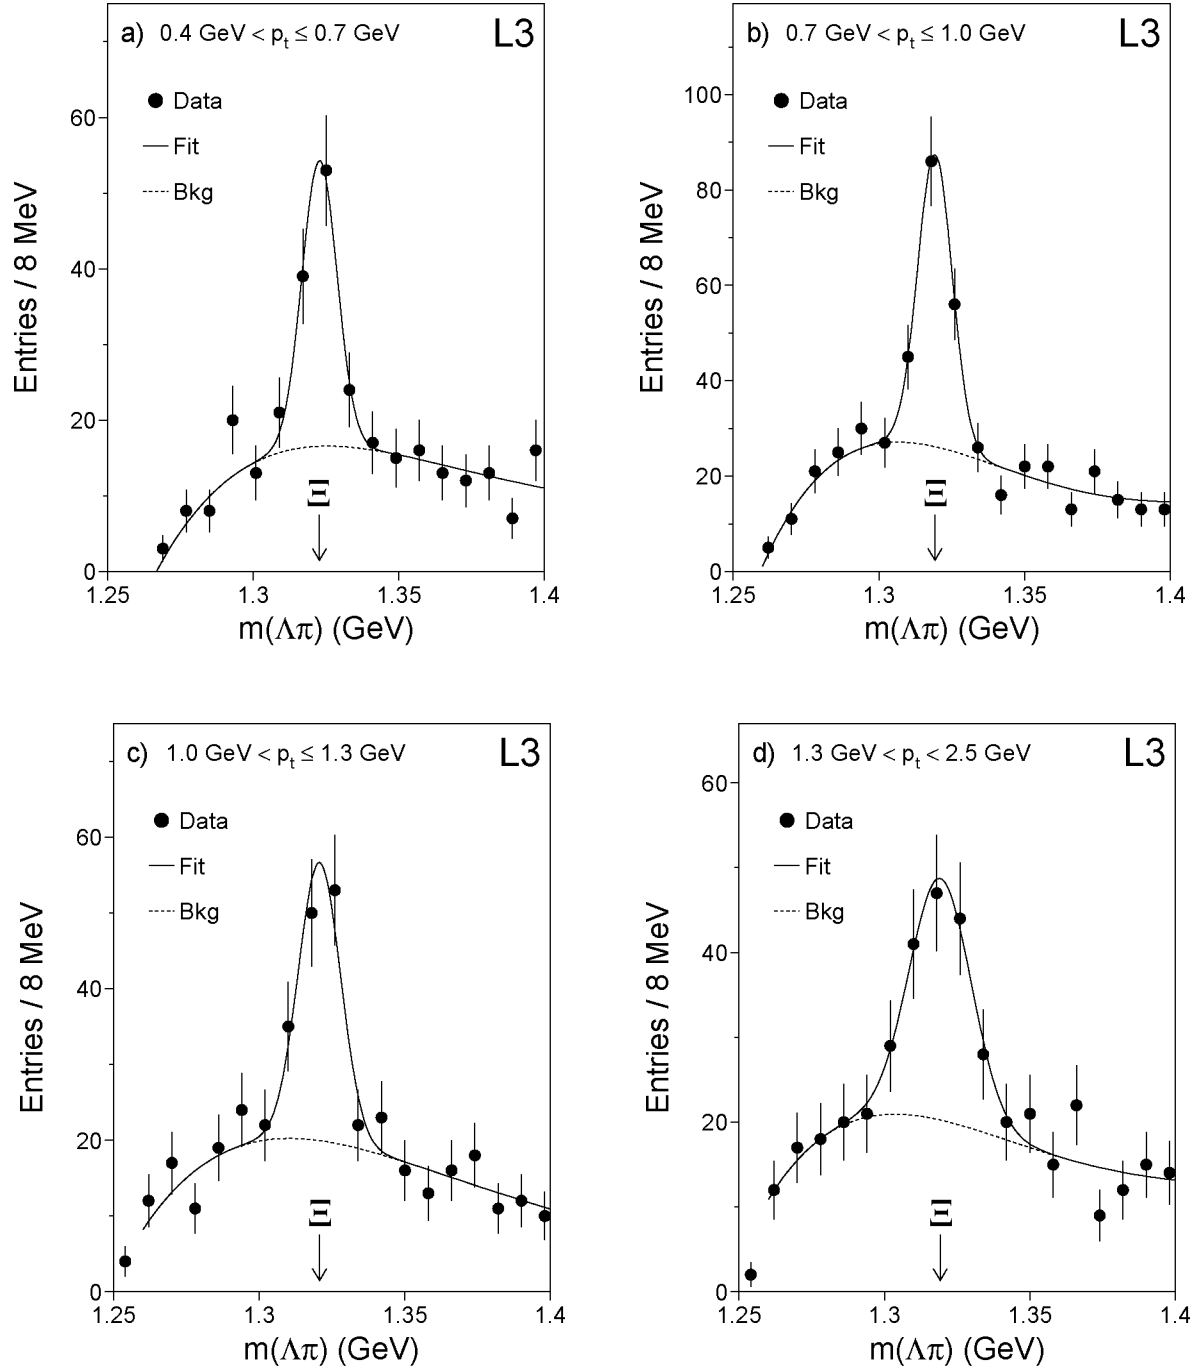 a) 0.4 GeV < pt ≤ 0.7 GeV L3
Data
Fit
Bkg
Entries / 8 MeV
60
40
20
0
Ξ
1.25 1.3 1.35 1.4
m(Λπ) (GeV)
b) 0.7 GeV < pt ≤ 1.0 GeV L3
Data
Fit
Bkg
Entries / 8 MeV
100
80
60
40
20
0
Ξ
1.25 1.3 1.35 1.4
m(Λπ) (GeV)
c) 1.0 GeV < pt ≤ 1.3 GeV L3
Data
Fit
Bkg
Entries / 8 MeV
60
40
20
0
Ξ
1.25 1.3 1.35 1.4
m(Λπ) (GeV)
d) 1.3 GeV < pt < 2.5 GeV L3
Data
Fit
Bkg
Entries / 8 MeV
60
40
20
0
Ξ
1.25 1.3 1.35 1.4
m(Λπ) (GeV)